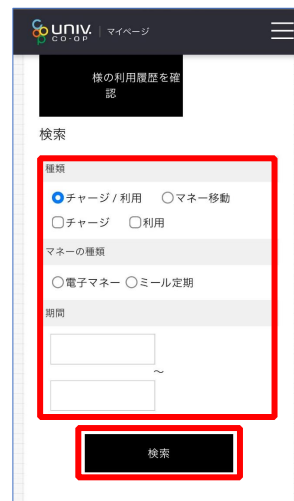 UNIV.
CO-OP
マイページ
様の利用履歴を確
認
検索
種類
チャージ / 利用 マネー移動
チャージ 利用
マネーの種類
電子マネー ミール定期
期間
～
検索